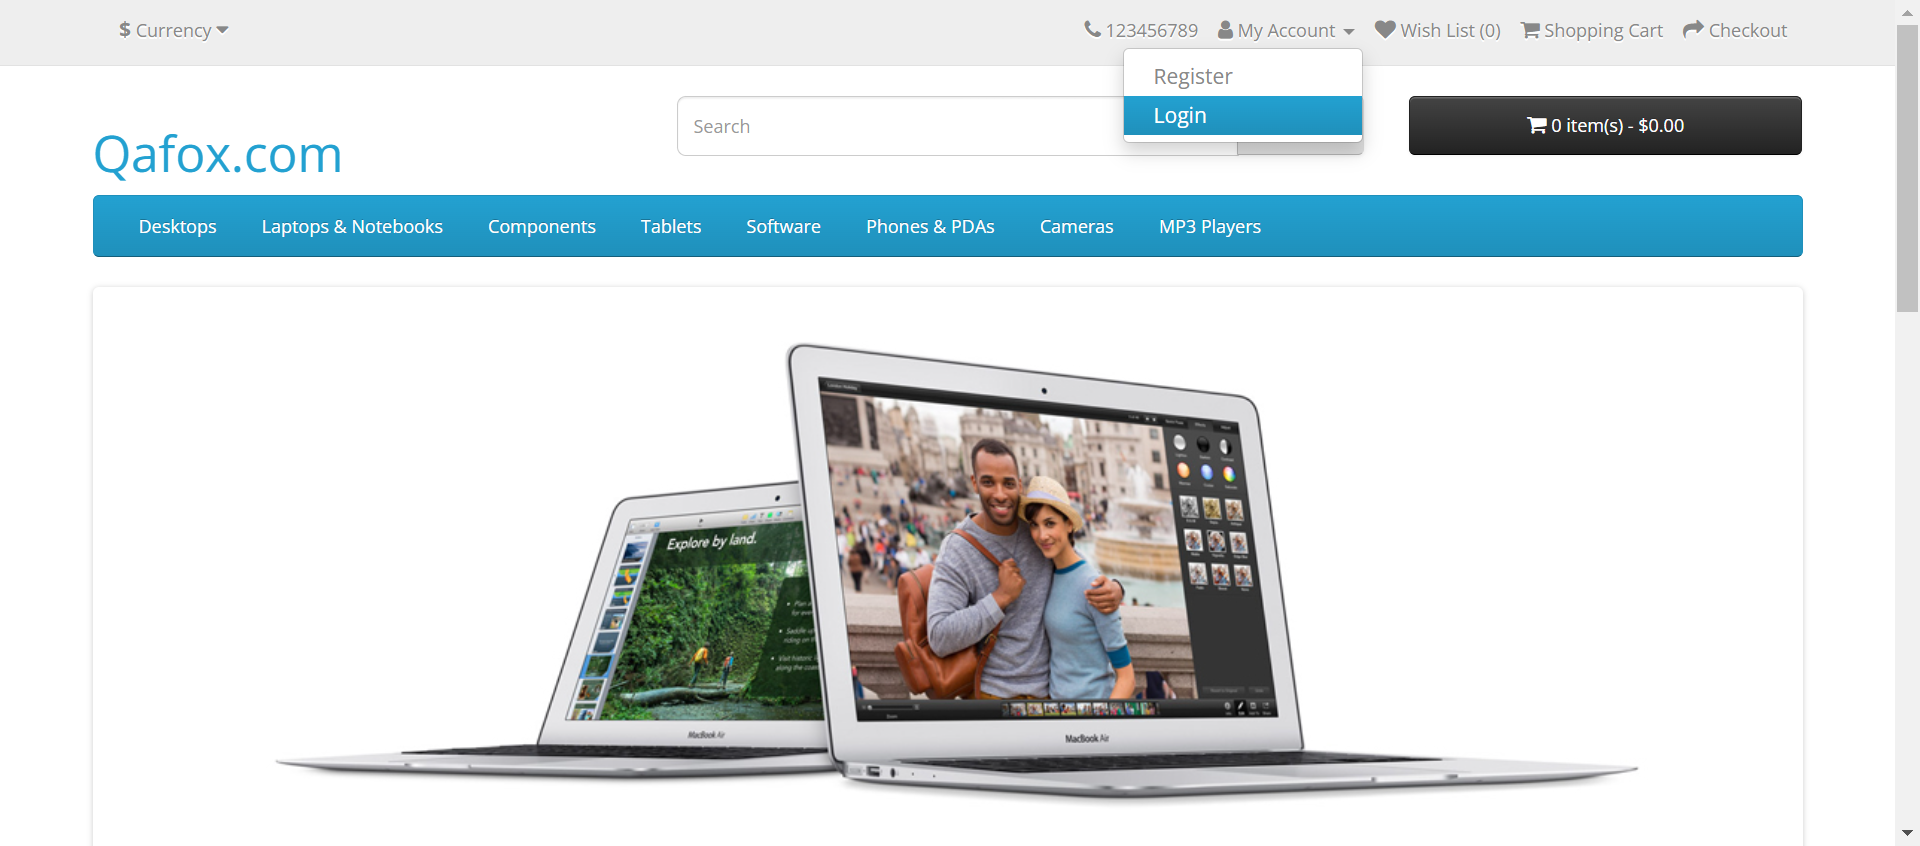 $ Currency
123456789 My Account Wish List (0) Shopping Cart Checkout
Register
Login
Search
0 item(s) - $0.00
Qafox.com
Desktops Laptops & Notebooks Components Tablets Software Phones & PDAs Cameras MP3 Players
Explore by land.
MacBook Air
MacBook Air